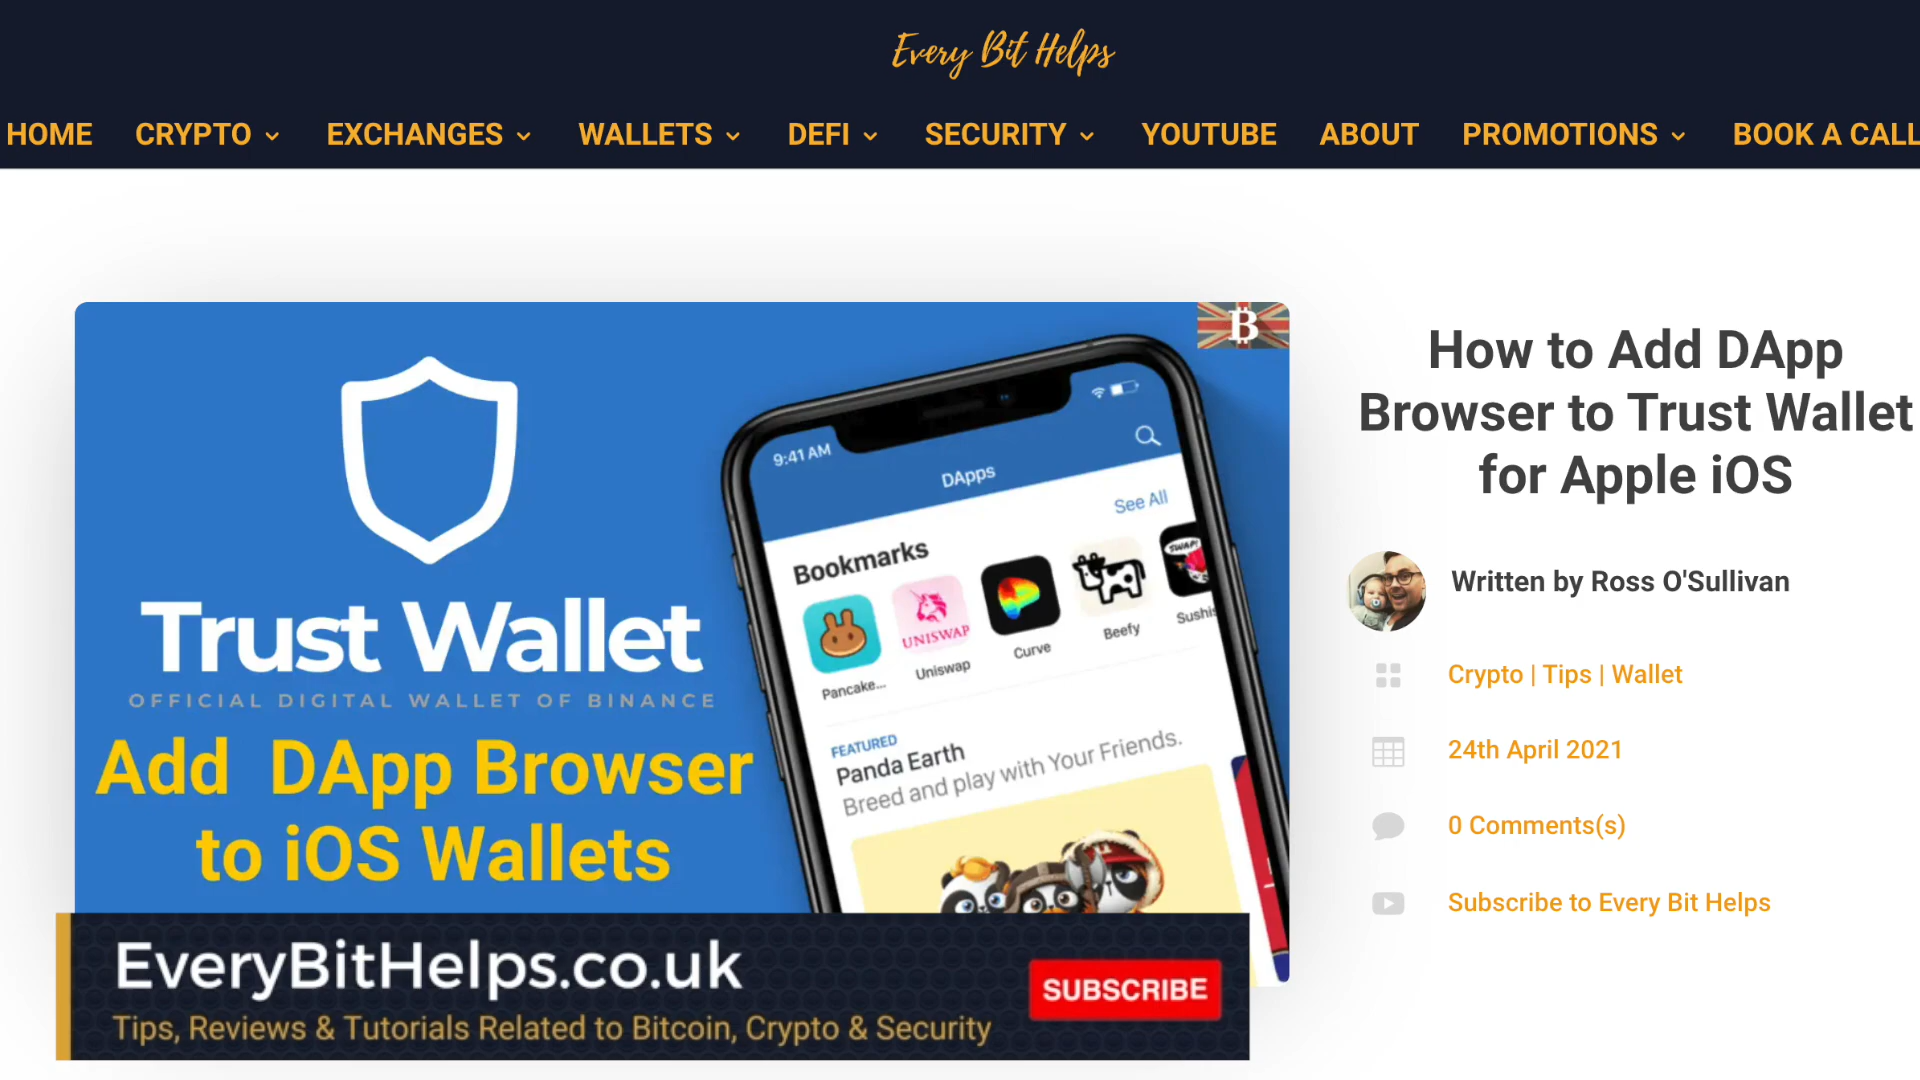 Every Bit Helps
HOME CRYPTO EXCHANGES WALLETS DEFI SECURITY YOUTUBE ABOUT PROMOTIONS BOOK A CALL
B
Trust Wallet
OFFICIAL DIGITAL WALLET OF BINANCE
Add DApp Browser
to iOS Wallets
9:41 AM
DApps
See All
Bookmarks
SWAP!
UNISWAP
Pancake... Uniswap Curve Beefy Sushis
FEATURED
Panda Earth
Breed and play with Your Friends.
EveryBitHelps.co.uk
Tips, Reviews & Tutorials Related to Bitcoin, Crypto & Security
SUBSCRIBE
How to Add DApp
Browser to Trust Wallet
for Apple iOS
Written by Ross O'Sullivan
Crypto | Tips | Wallet
24th April 2021
0 Comments(s)
Subscribe to Every Bit Helps